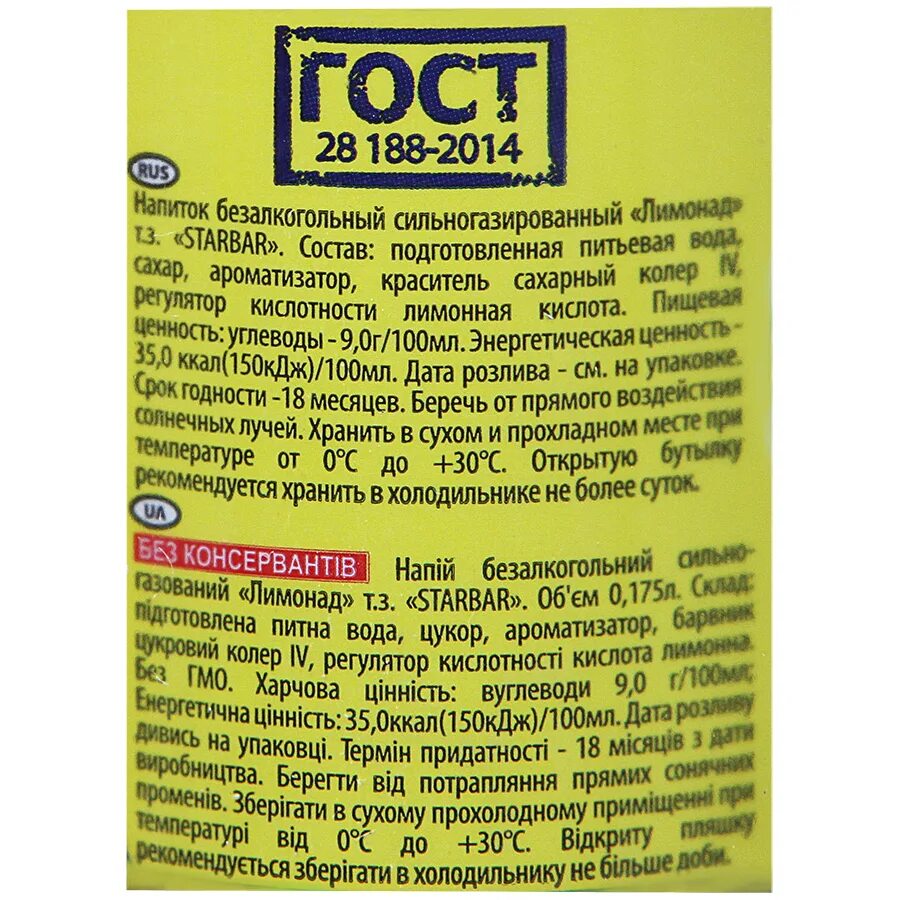 ГОСТ
28 188-2014
RUS
Напиток безалкогольный сильногазированный «Лимонад»
т.з. «STARBAR». Состав: подготовленная питьевая вода,
сахар, ароматизатор, краситель сахарный колер IV,
регулятор кислотности лимонная кислота. Пищевая
ценность: углеводы - 9,0г/100мл. Энергетическая ценность -
35,0 ккал(150кДж)/100мл. Дата розлива - см. на упаковке.
Срок годности -18 месяцев. Беречь от прямого воздействия
солнечных лучей. Хранить в сухом и прохладном месте при
температуре от 0°С до +30°С. Открытую бутылку
рекомендуется хранить в холодильнике не более суток.
UA
БЕЗ КОНСЕРВАНТІВ Напій безалкогольний сильно-
газований «Лимонад» т.з. «STARBAR». Об'єм 0,175л. Склад:
підготовлена питна вода, цукор, ароматизатор, барвник
цукровий колер IV, регулятор кислотності кислота лимонна.
Без ГМО. Харчова цінність: вуглеводи 9,0 г/100мл;
Енергетична цінність: 35,0ккал(150кДж)/100мл. Дата розливу
дивись на упаковці. Термін придатності - 18 місяців з дати
виробництва. Берегти від потрапляння прямих сонячних
променів. Зберігати в сухому прохолодному приміщенні при
температурі від 0°С до +30°С. Відкриту пляшку
рекомендується зберігати в холодильнику не більше доби.